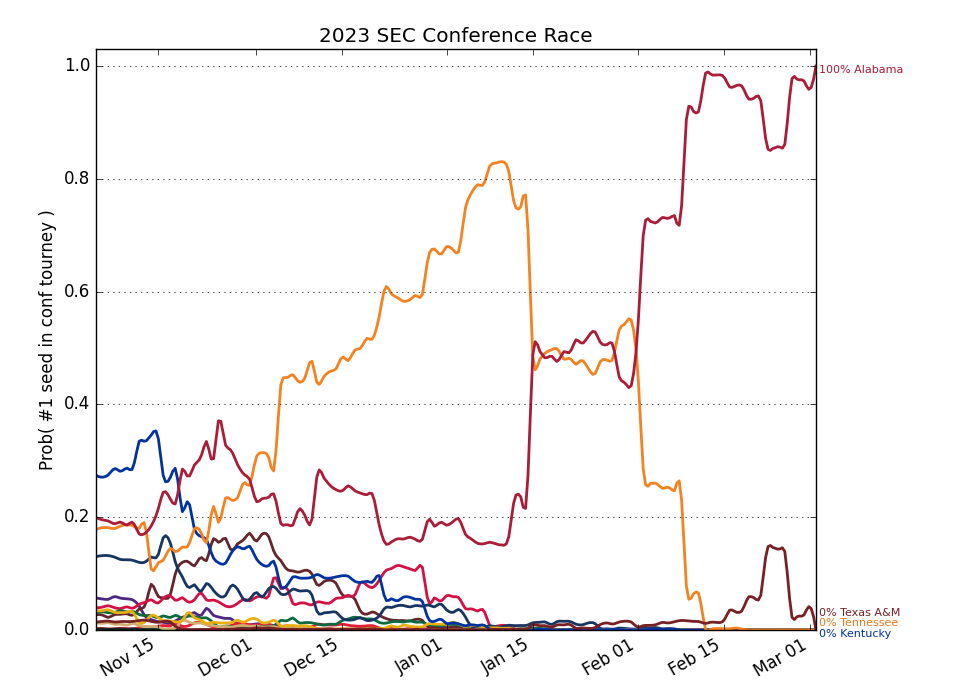 2023 SEC Conference Race
Prob( #1 seed in conf tourney )
1.0
0.8
0.6
0.4
0.2
0.0
Nov 15
Dec 01
Dec 15
Jan 01
Jan 15
Feb 01
Feb 15
Mar 01
100% Alabama
0% Texas A&M
0% Tennessee
0% Kentucky